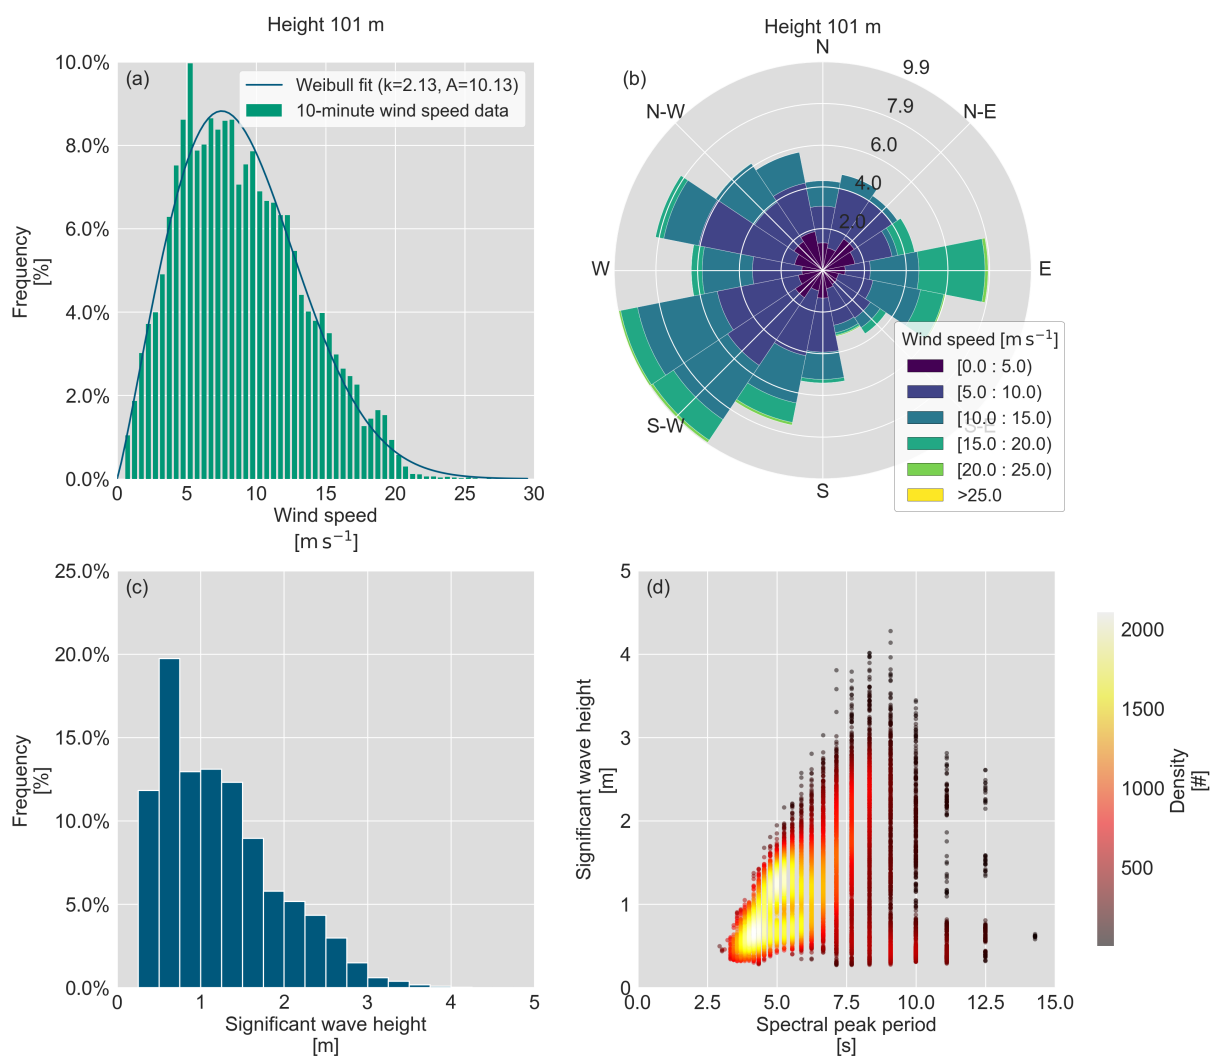 Height 101 m
(a)
10.0%
8.0%
6.0%
4.0%
2.0%
0.0%
Frequency
[%]
Weibull fit (k=2.13, A=10.13)
10-minute wind speed data
0
5
10
15
20
25
30
Wind speed
[m s−1]
Height 101 m
(b)
N
N-E
E
S-E
S
S-W
W
N-W
9.9
7.9
6.0
4.0
2.0
Wind speed [m s−1]
[0.0 : 5.0)
[5.0 : 10.0)
[10.0 : 15.0)
[15.0 : 20.0)
[20.0 : 25.0)
>25.0
(c)
25.0%
20.0%
15.0%
10.0%
5.0%
0.0%
Frequency
[%]
0
1
2
3
4
5
Significant wave height
[m]
(d)
5
4
3
2
1
0
Significant wave height
[m]
0.0
2.5
5.0
7.5
10.0
12.5
15.0
Spectral peak period
[s]
2000
1500
1000
500
Density
[#]